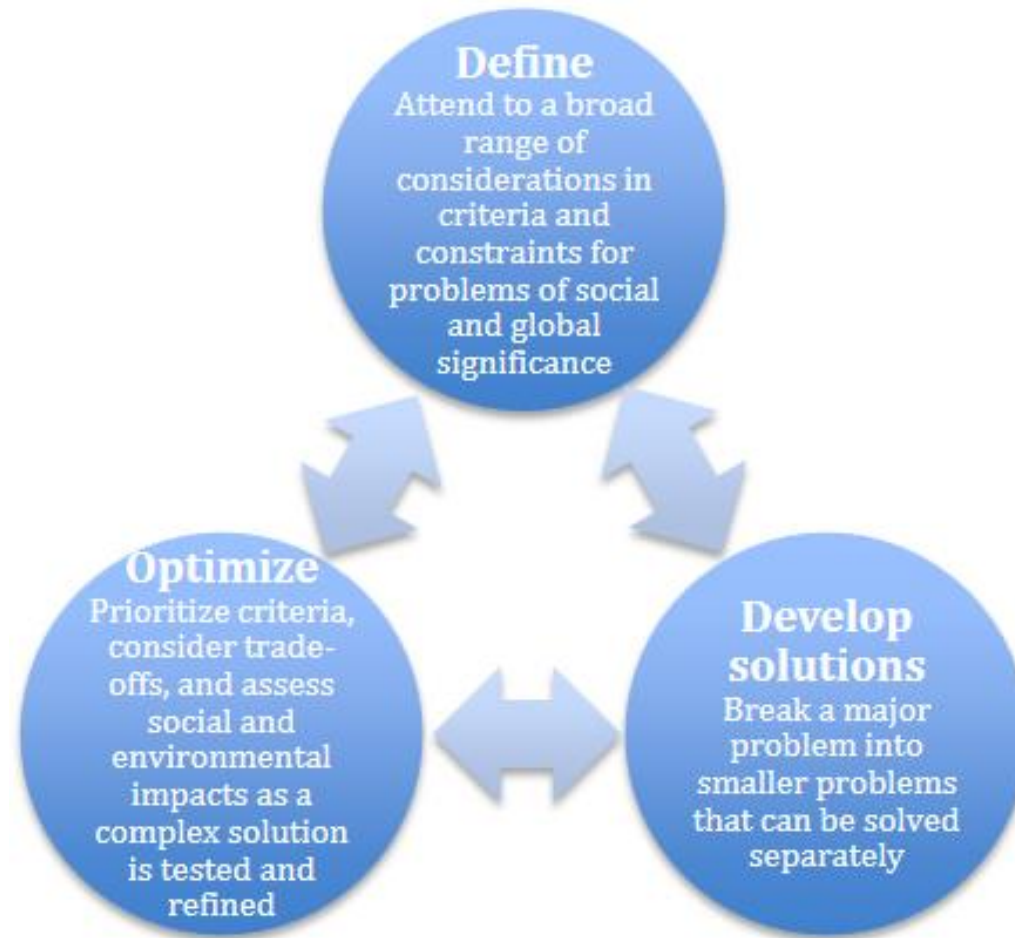 Define
Attend to a broad
range of
considerations in
criteria and
constraints for
problems of social
and global
significance
Optimize
Prioritize criteria,
consider trade-
offs, and assess
social and
environmental
impacts as a
complex solution
is tested and
refined
Develop
solutions
Break a major
problem into
smaller problems
that can be solved
separately